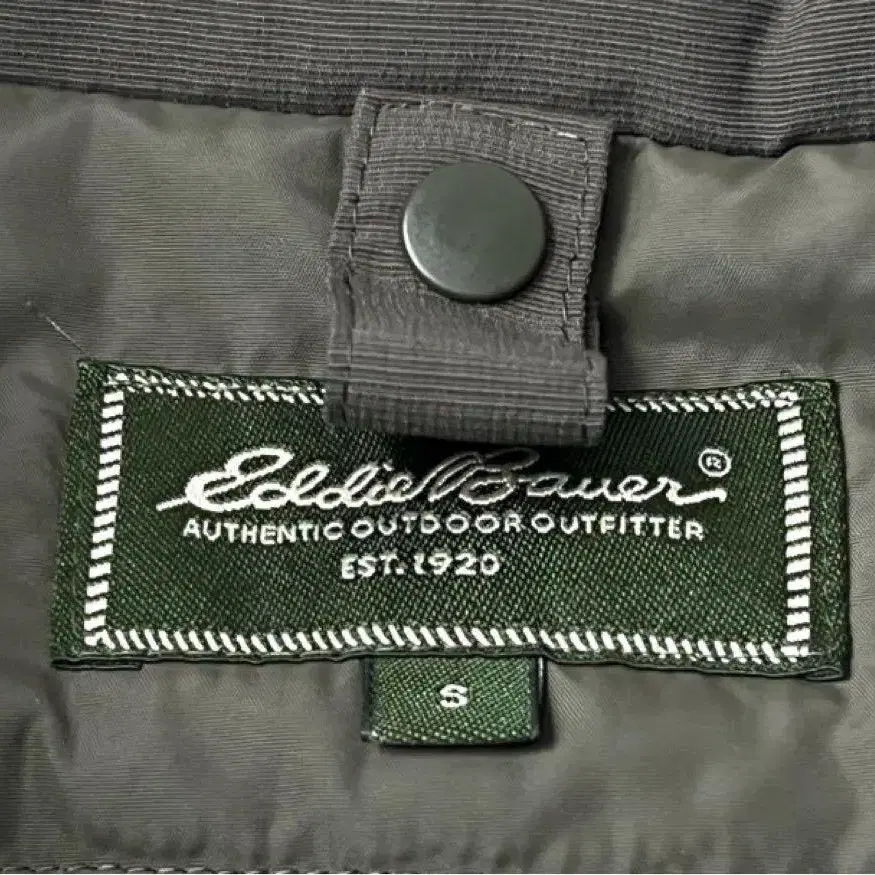 Eddie Bauer ®
AUTHENTIC OUTDOOR OUTFITTER
EST. 1920
S